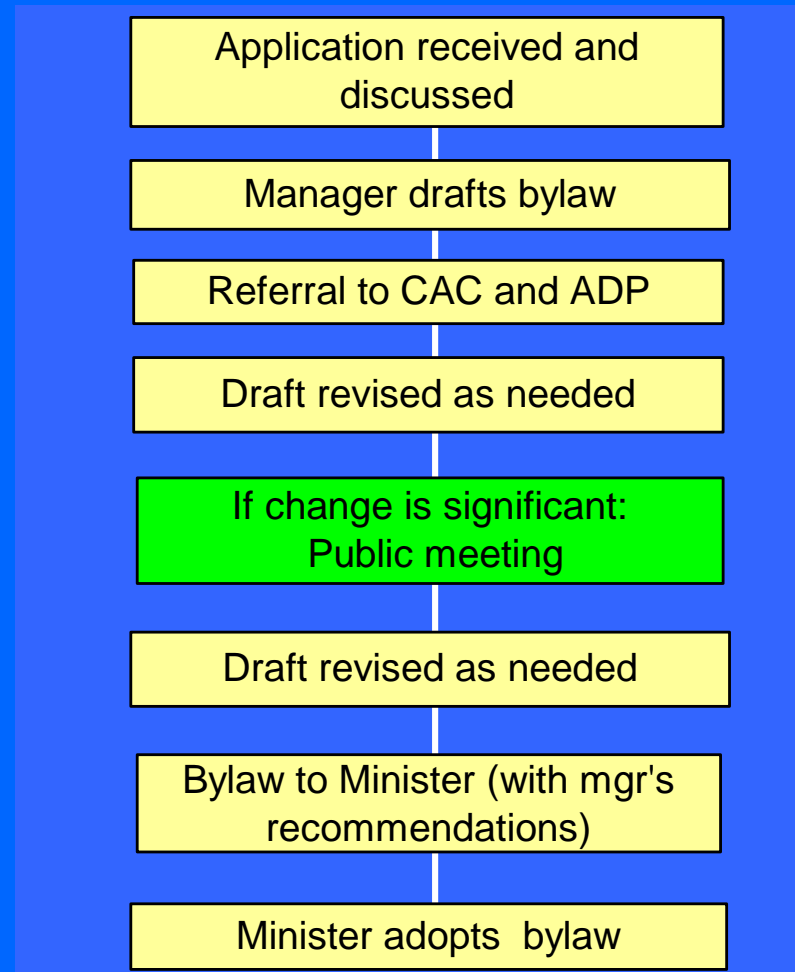 Application received and
discussed
Manager drafts bylaw
Referral to CAC and ADP
Draft revised as needed
If change is significant:
Public meeting
Draft revised as needed
Bylaw to Minister (with mgr's
recommendations)
Minister adopts bylaw